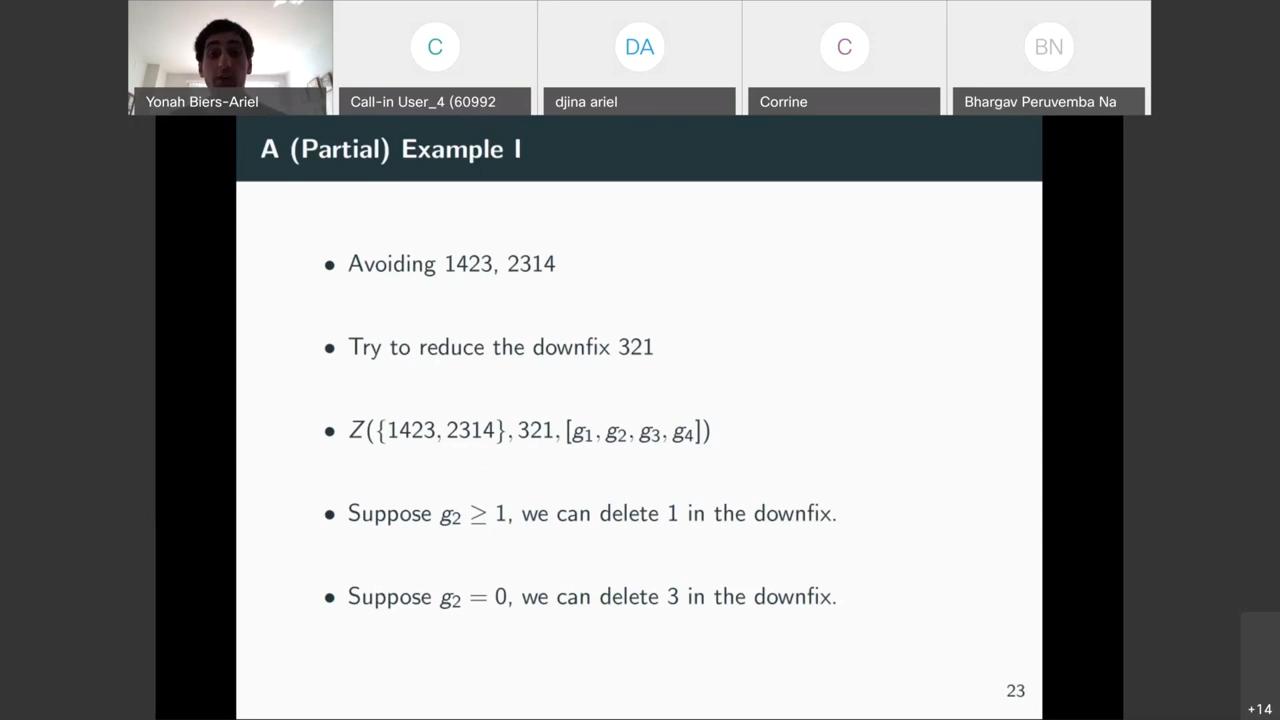 C
DA
C
BN
Yonah Biers-Ariel
Call-in User_4 (60992
djina ariel
Corrine
Bhargav Peruvemba Na
A (Partial) Example I
• Avoiding 1423, 2314
• Try to reduce the downfix 321
• Z({1423, 2314}, 321, [g₁, g₂, g₃, g₄])
• Suppose g₂ ≥ 1, we can delete 1 in the downfix.
• Suppose g₂ = 0, we can delete 3 in the downfix.
23
+14